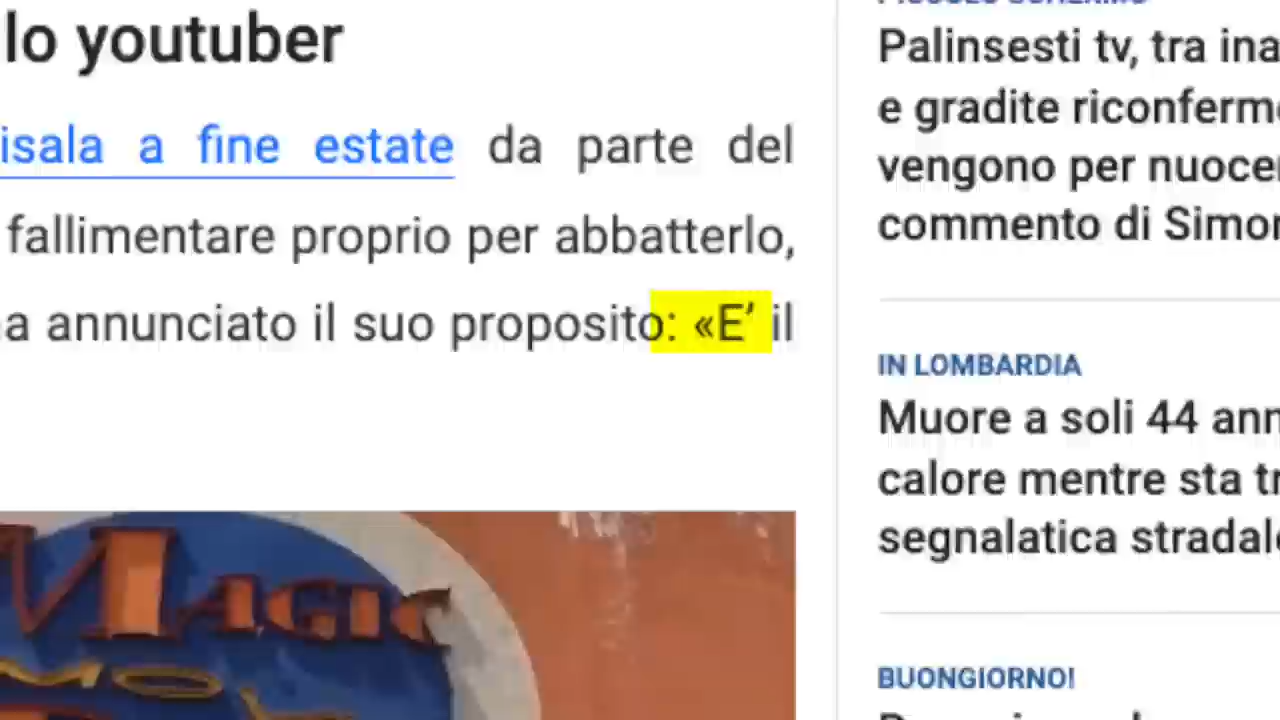 lo youtuber
isala a fine estate da parte del
fallimentare proprio per abbatterlo,
a annunciato il suo proposito: «E’ il
MAGIC
Palinsesti tv, tra ina
e gradite riconferme
vengono per nuocer
commento di Simon
IN LOMBARDIA
Muore a soli 44 ann
calore mentre sta tr
segnalatica stradale
BUONGIORNO!